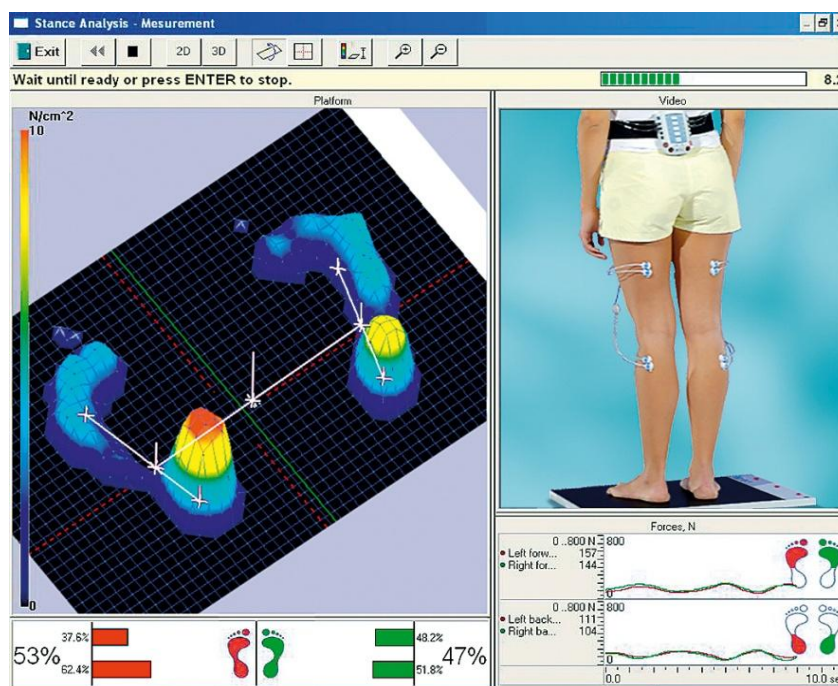 Stance Analysis - Mesurement
Exit
2D
3D
Wait until ready or press ENTER to stop.
8.
Platform
Video
N/cm^2
10
0
Forces, N
0...800 N
800
Left forw... 157
Right for... 144
0
0...800 N
800
Left back... 111
Right ba... 104
0
0.0
10.0 se
37.6%
53%
62.4%
48.2%
47%
51.8%